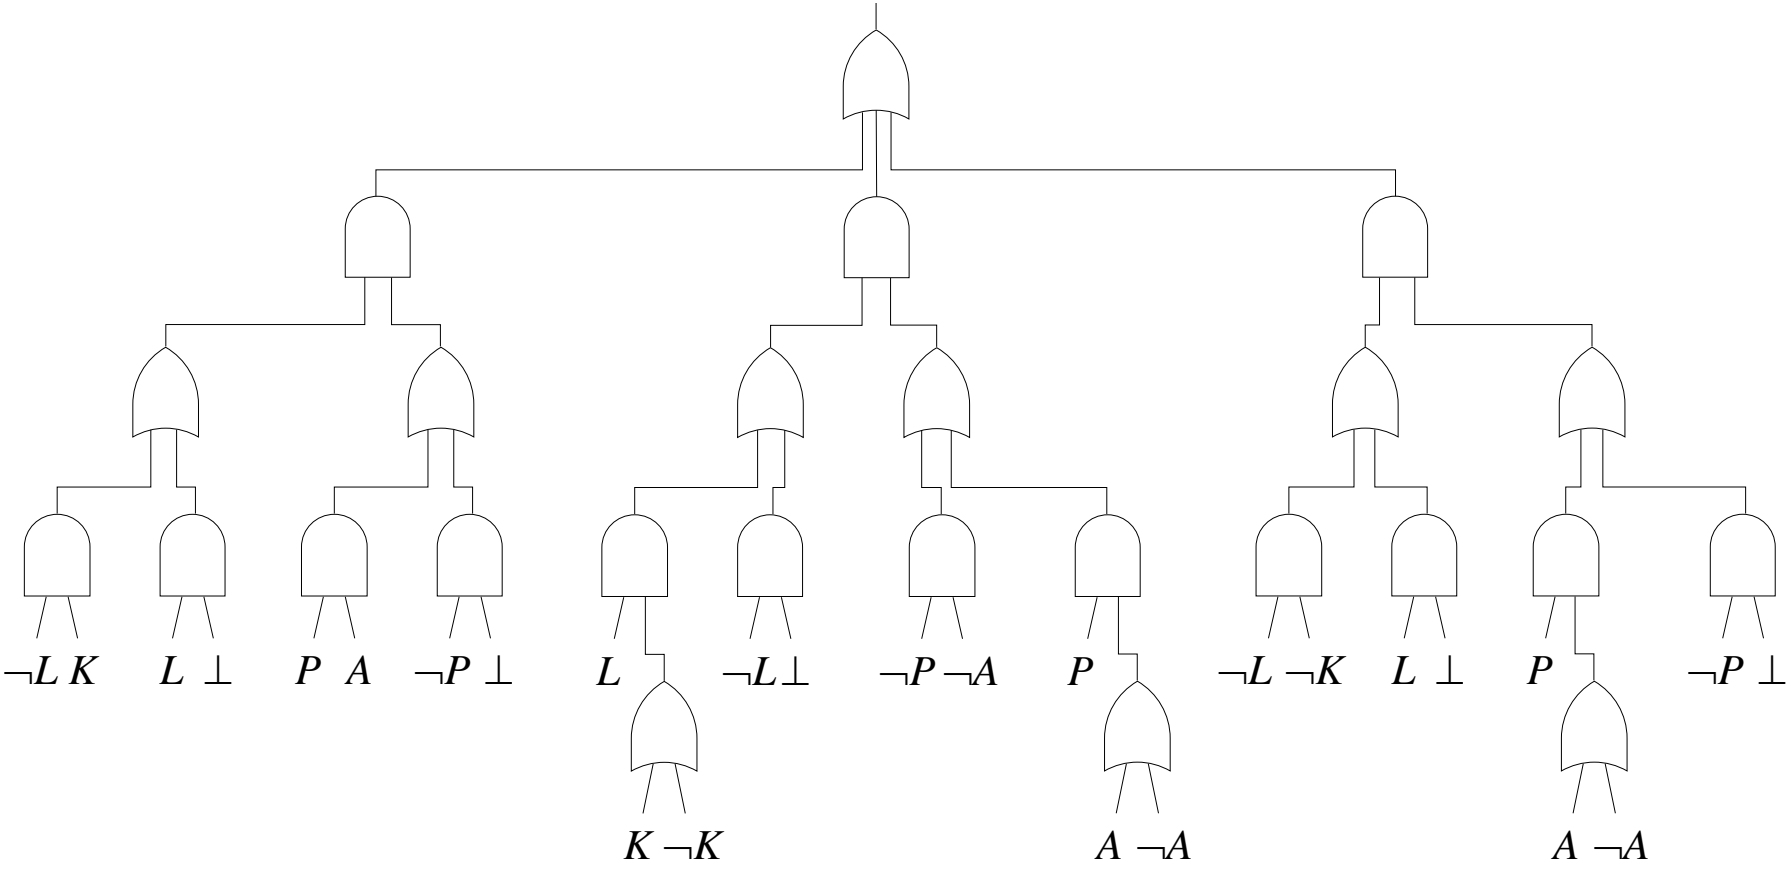 ¬L K L ⊥ P A ¬P ⊥ L ¬L ⊥ ¬P ¬A P ¬L ¬K L ⊥ P ¬P ⊥
K ¬K A ¬A A ¬A